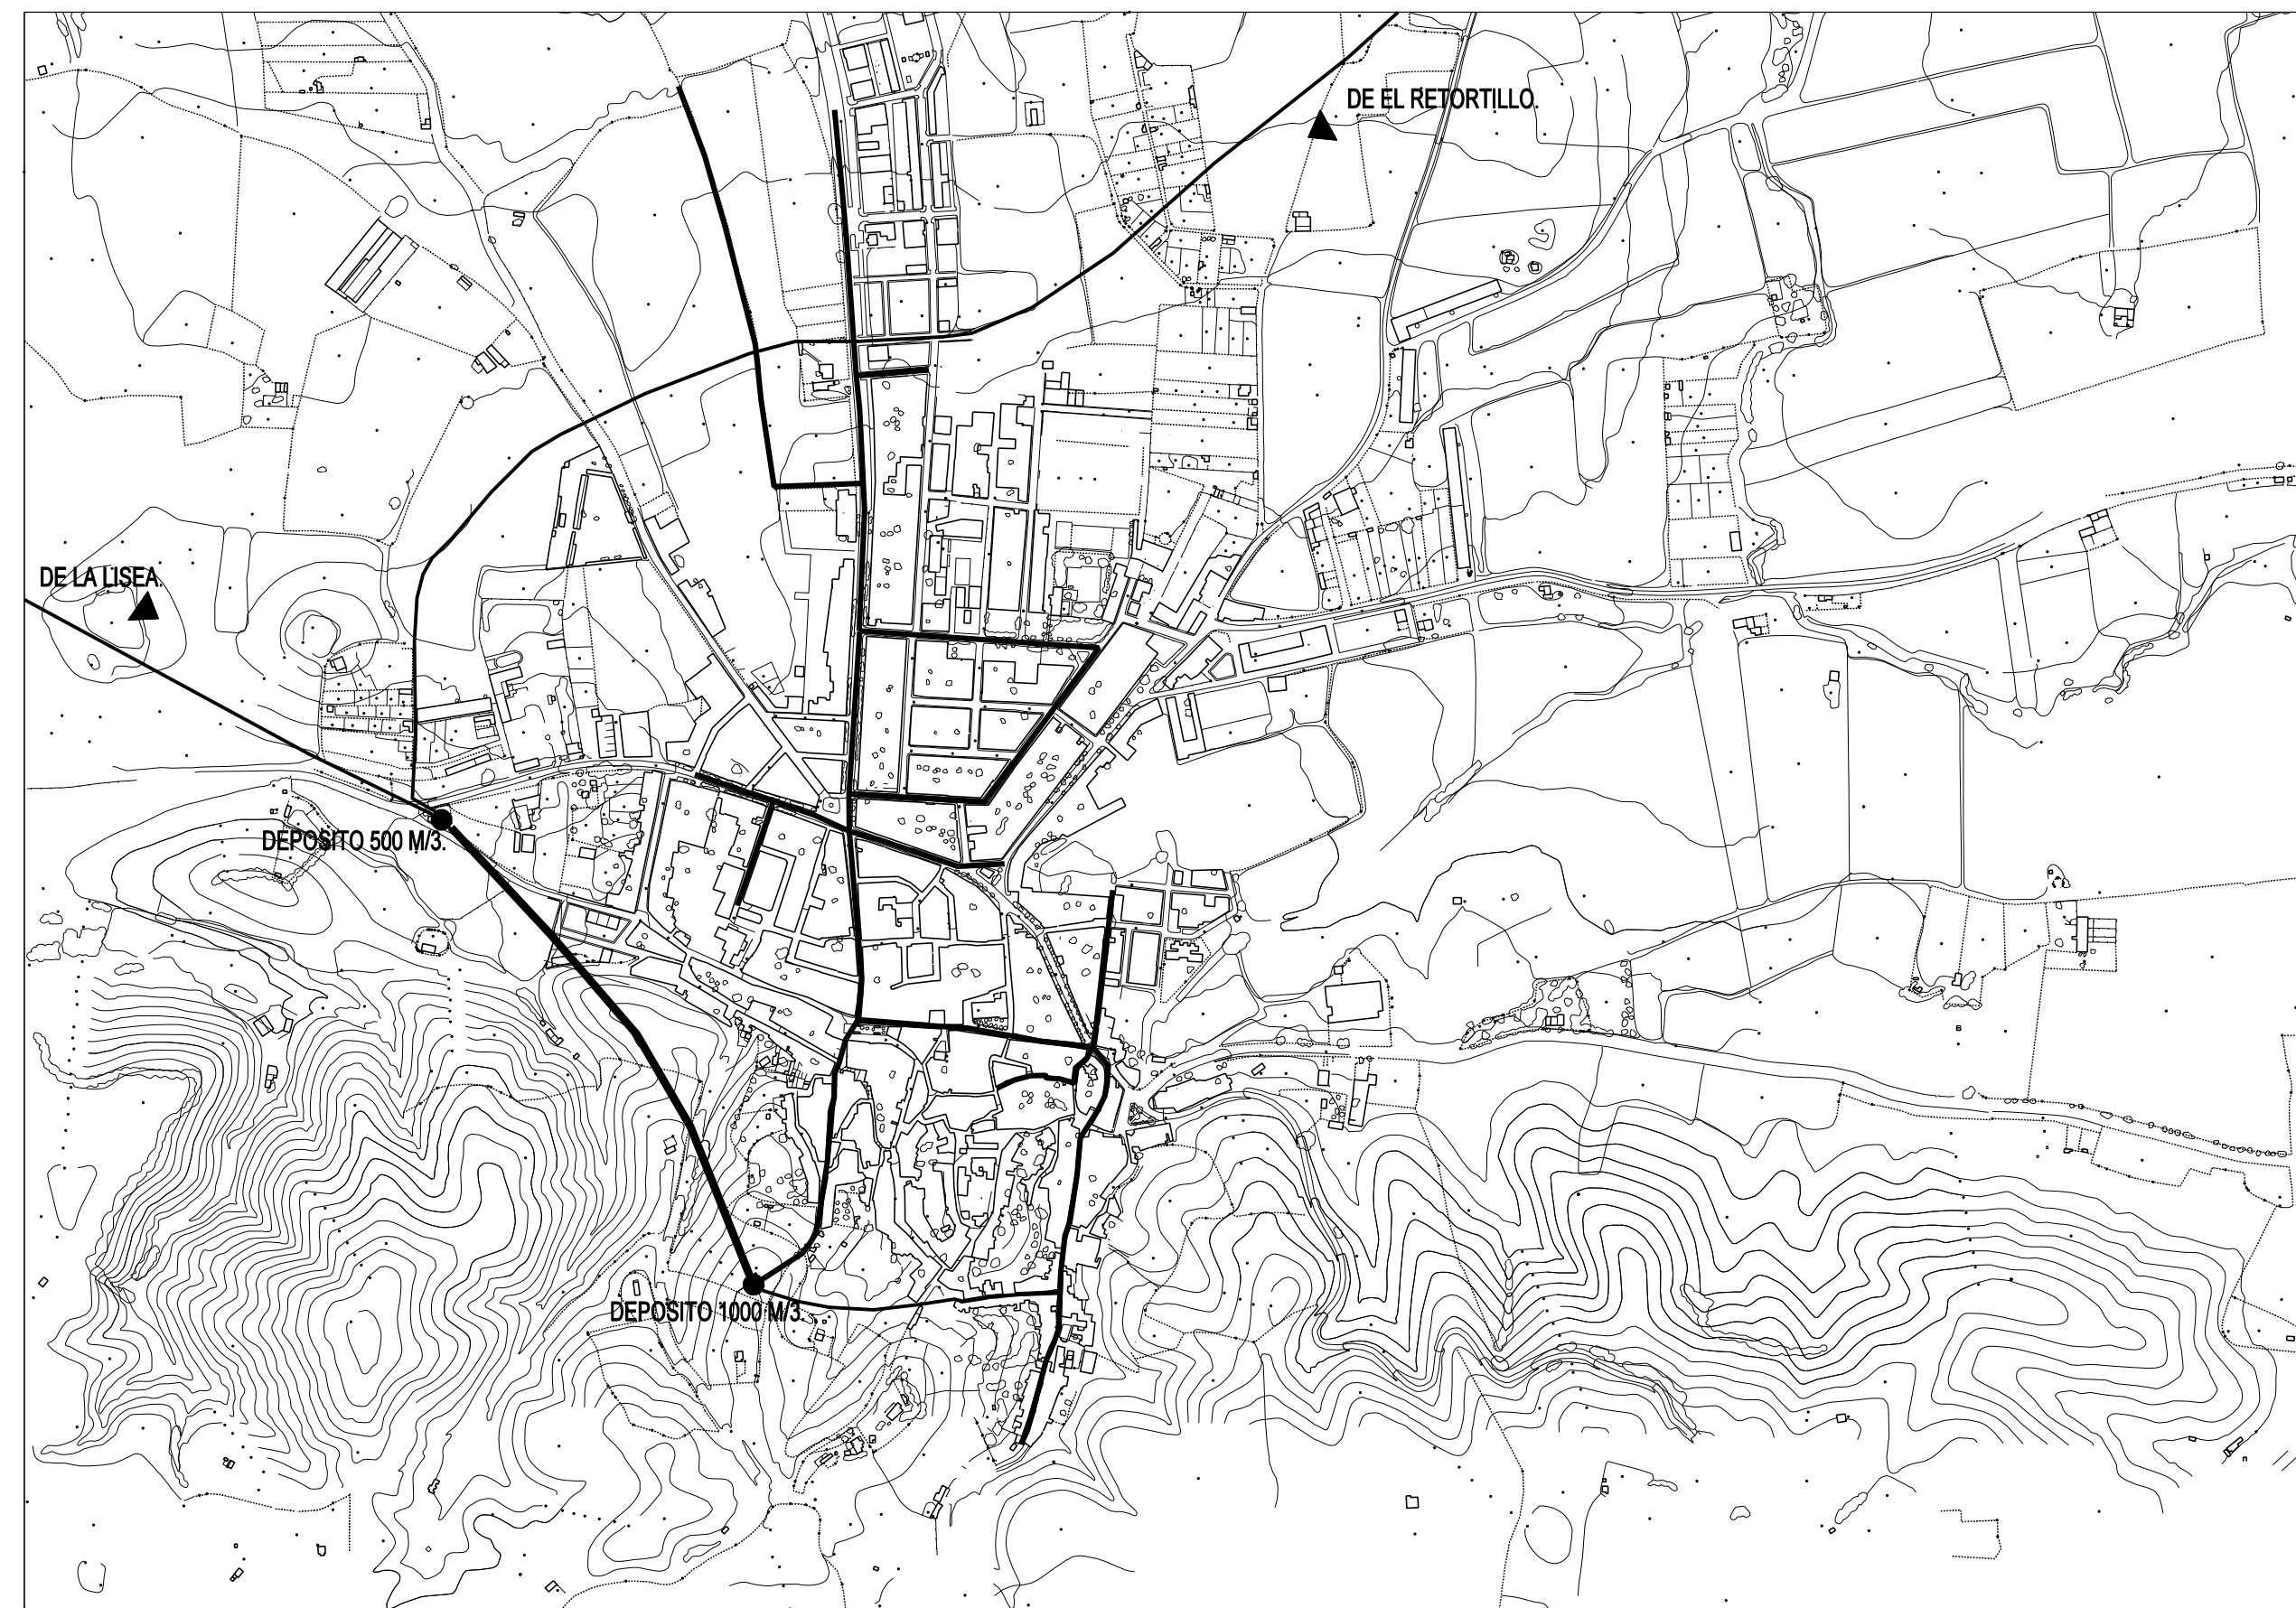 DE EL RETORTILLO.
DE LA LISEA.
DEPOSITO 500 M/3.
DEPOSITO 1000 M/3.